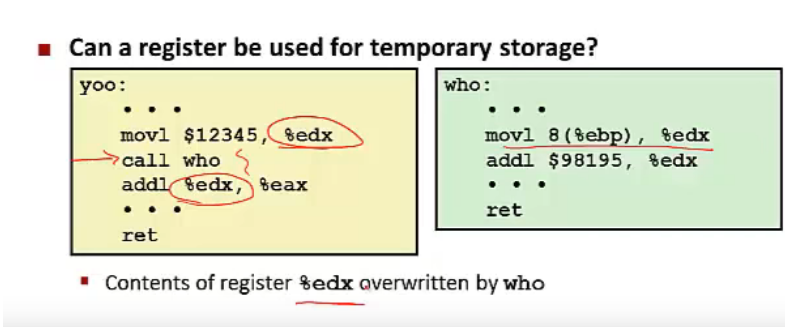 ■ Can a register be used for temporary storage?
yoo:
• • •
movl $12345, %edx
call who
addl %edx, %eax
• • •
ret
who:
• • •
movl 8(%ebp), %edx
addl $98195, %edx
• • •
ret
▪ Contents of register %edx overwritten by who